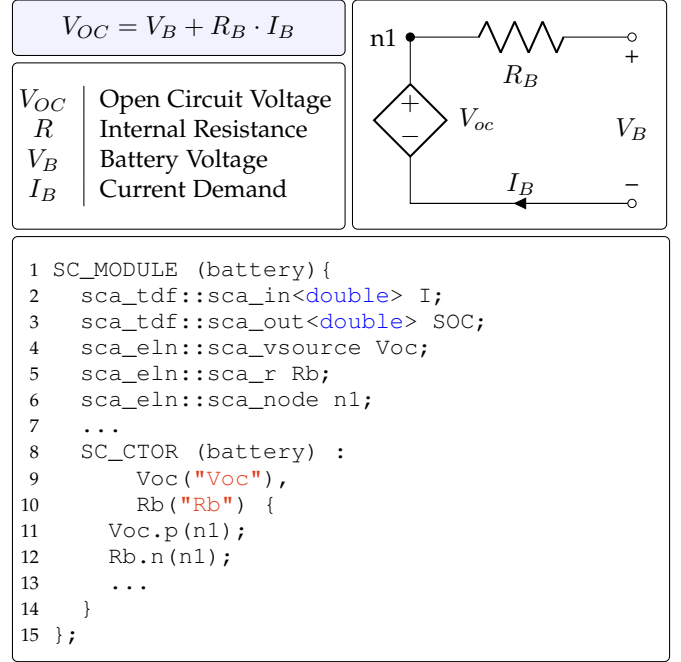 V_OC = V_B + R_B · I_B
V_OC Open Circuit Voltage
R Internal Resistance
V_B Battery Voltage
I_B Current Demand
n1
R_B
+
+
−
V_oc
V_B
I_B
−
1 SC_MODULE (battery){
2   sca_tdf::sca_in<double> I;
3   sca_tdf::sca_out<double> SOC;
4   sca_eln::sca_vsource Voc;
5   sca_eln::sca_r Rb;
6   sca_eln::sca_node n1;
7   ...
8   SC_CTOR (battery) :
9       Voc("Voc"),
10       Rb("Rb") {
11     Voc.p(n1);
12     Rb.n(n1);
13     ...
14   }
15 };